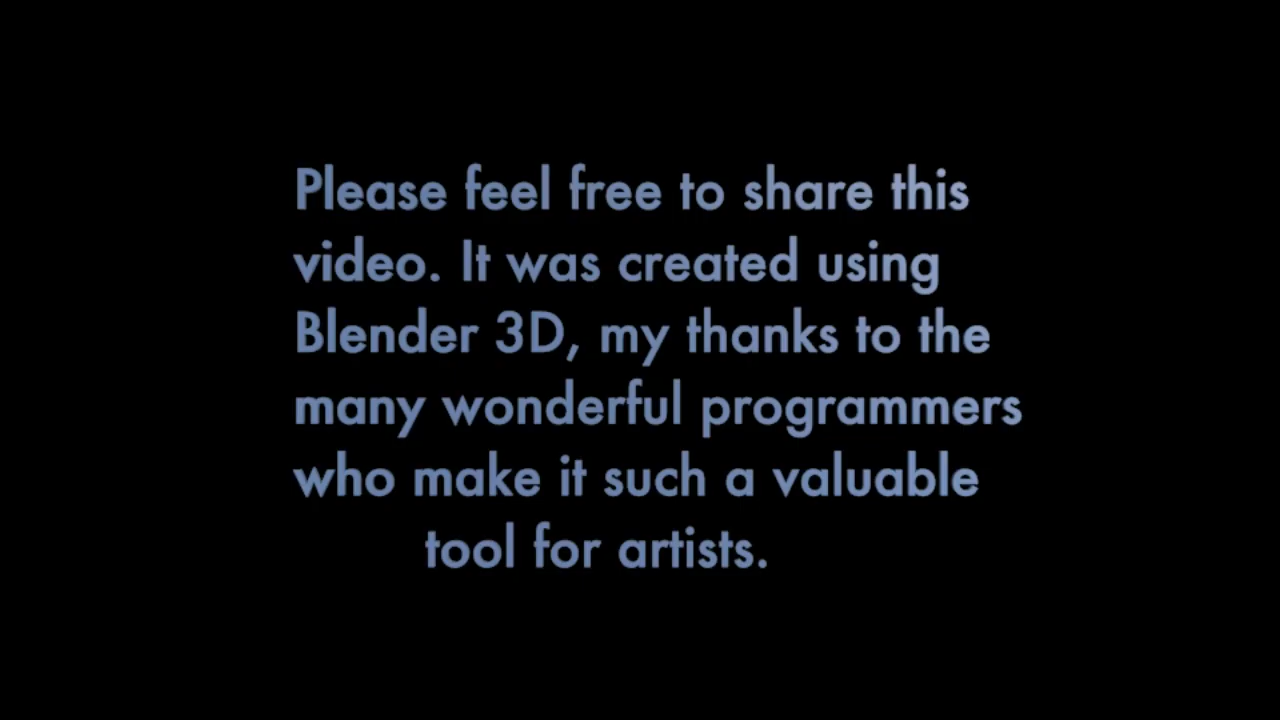 Please feel free to share this
video. It was created using
Blender 3D, my thanks to the
many wonderful programmers
who make it such a valuable
tool for artists.